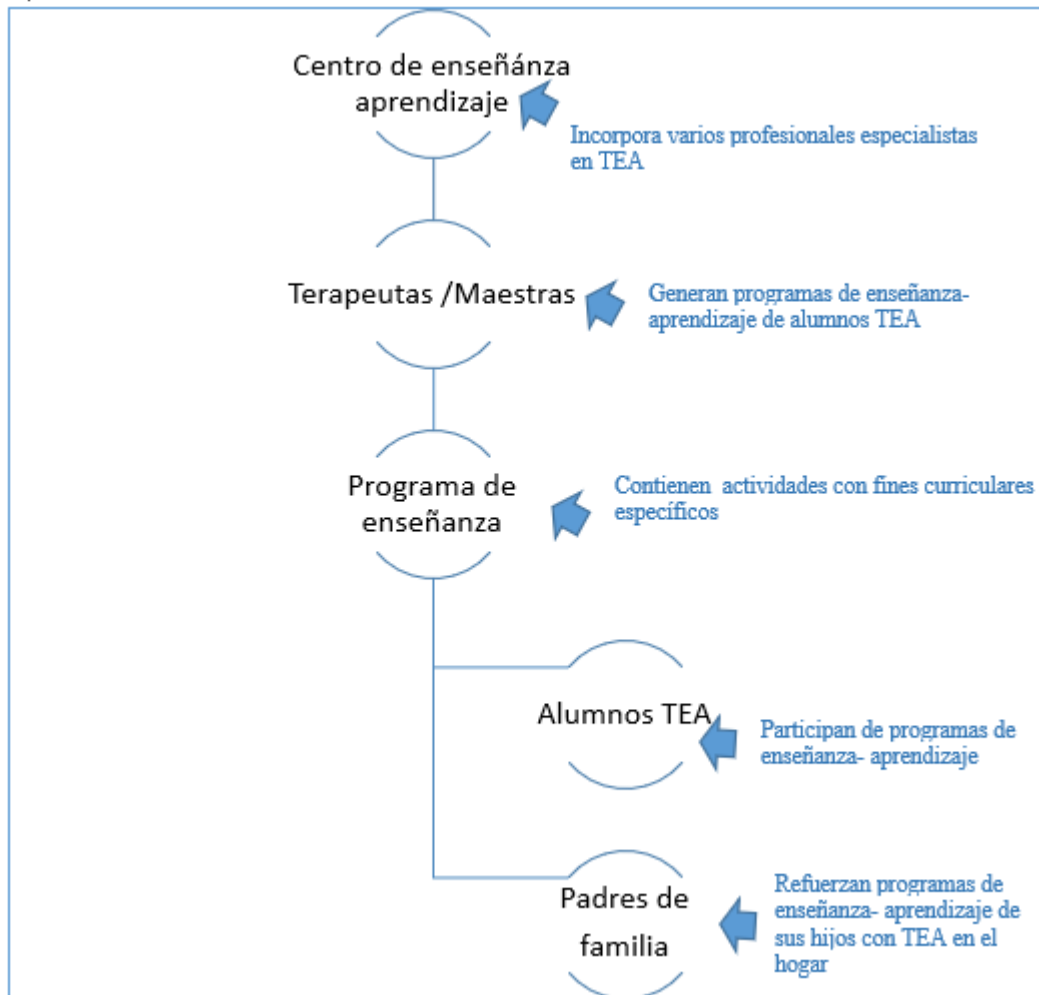 Centro de enseñánza
aprendizaje
Incorpora varios profesionales especialistas
en TEA
Terapeutas /Maestras
Generan programas de enseñanza-
aprendizaje de alumnos TEA
Programa de
enseñanza
Contienen actividades con fines curriculares
específicos
Alumnos TEA
Participan de programas de
enseñanza- aprendizaje
Padres de
familia
Refuerzan programas de
enseñanza- aprendizaje de
sus hijos con TEA en el
hogar